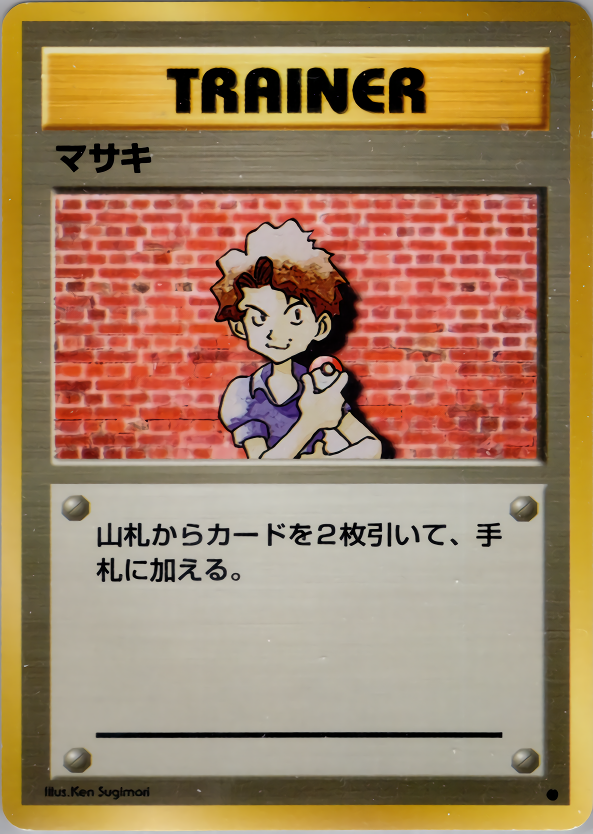 TRAINER
マサキ
山札からカードを2枚引いて、手
札に加える。
Illus.Ken Sugimori